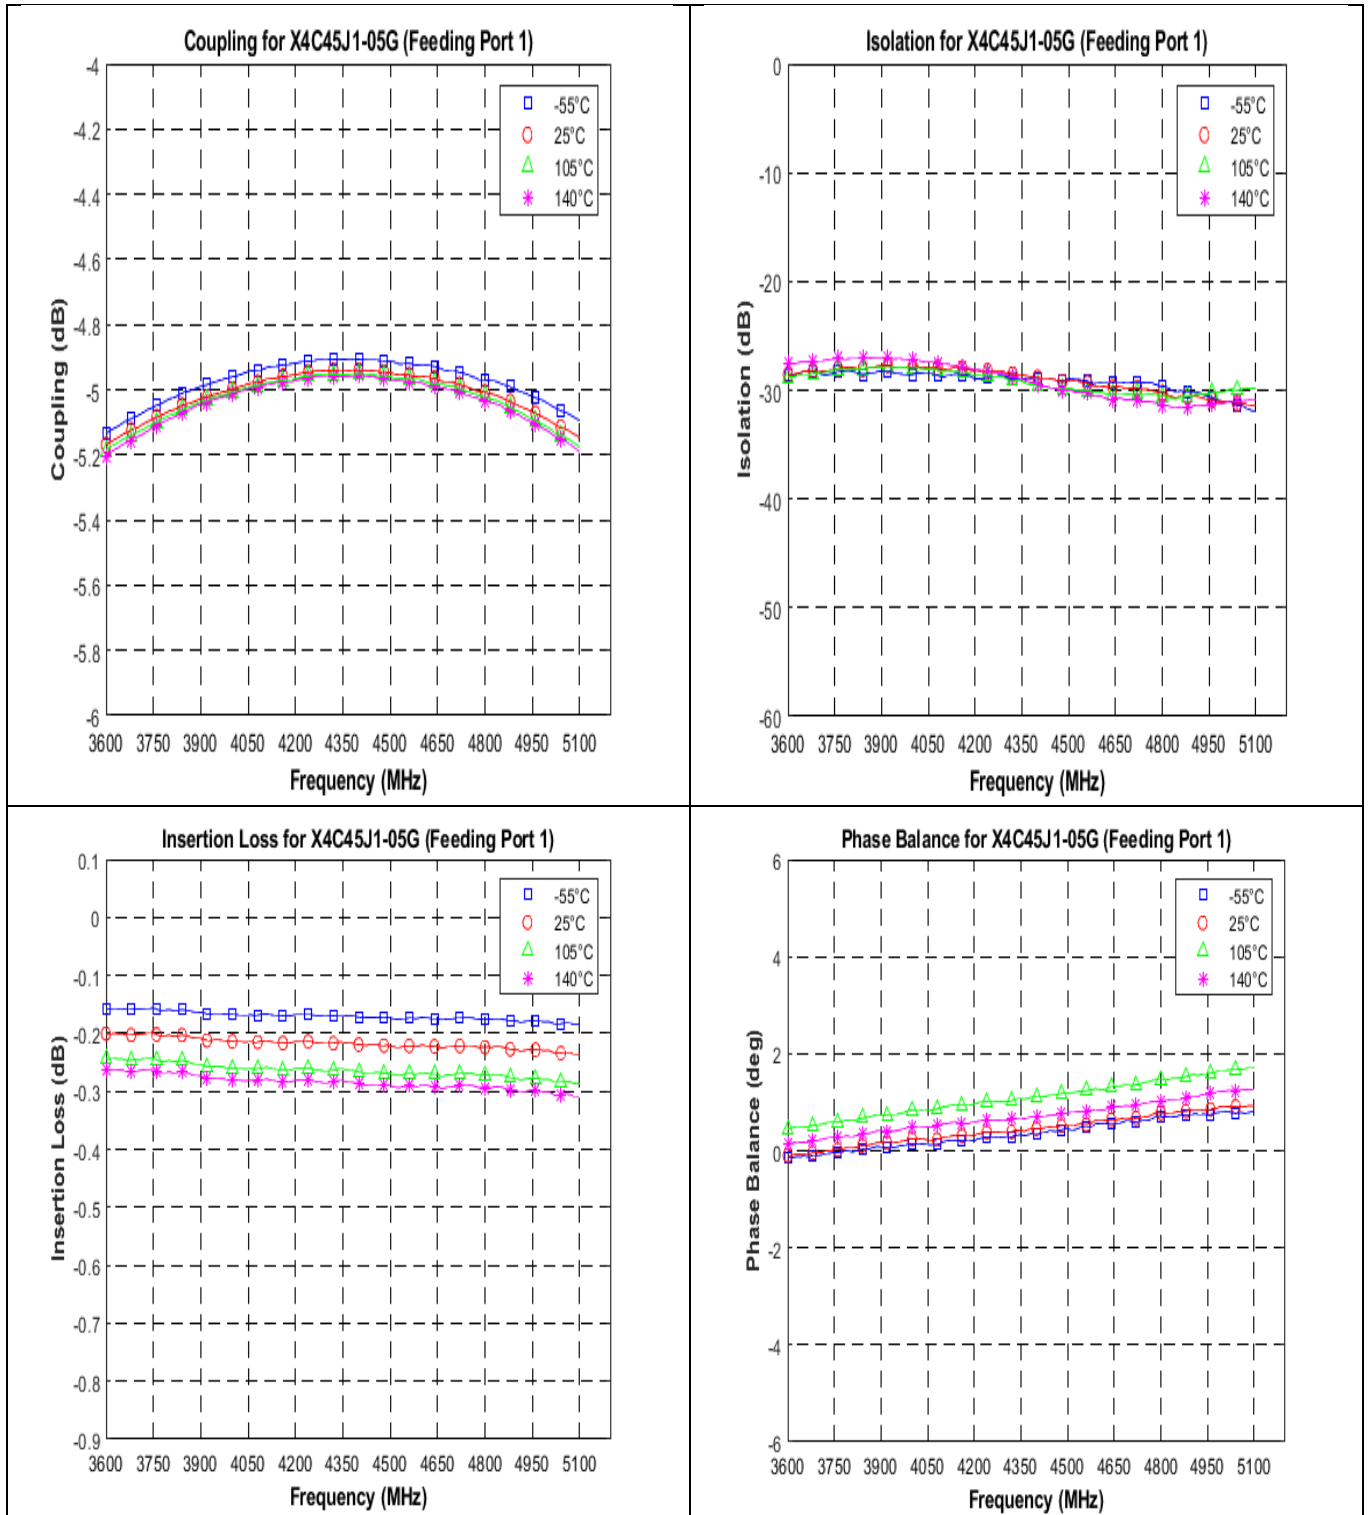 Coupling for X4C45J1-05G (Feeding Port 1)
-4
-4.2
-4.4
-4.6
-4.8
-5
-5.2
-5.4
-5.6
-5.8
-6
Coupling (dB)
-55°C
25°C
105°C
140°C
3600 3750 3900 4050 4200 4350 4500 4650 4800 4950 5100
Frequency (MHz)
Isolation for X4C45J1-05G (Feeding Port 1)
0
-10
-20
-30
-40
-50
-60
Isolation (dB)
-55°C
25°C
105°C
140°C
3600 3750 3900 4050 4200 4350 4500 4650 4800 4950 5100
Frequency (MHz)
Insertion Loss for X4C45J1-05G (Feeding Port 1)
0.1
0
-0.1
-0.2
-0.3
-0.4
-0.5
-0.6
-0.7
-0.8
-0.9
Insertion Loss (dB)
-55°C
25°C
105°C
140°C
3600 3750 3900 4050 4200 4350 4500 4650 4800 4950 5100
Frequency (MHz)
Phase Balance for X4C45J1-05G (Feeding Port 1)
6
4
2
0
-2
-4
-6
Phase Balance (deg)
-55°C
25°C
105°C
140°C
3600 3750 3900 4050 4200 4350 4500 4650 4800 4950 5100
Frequency (MHz)